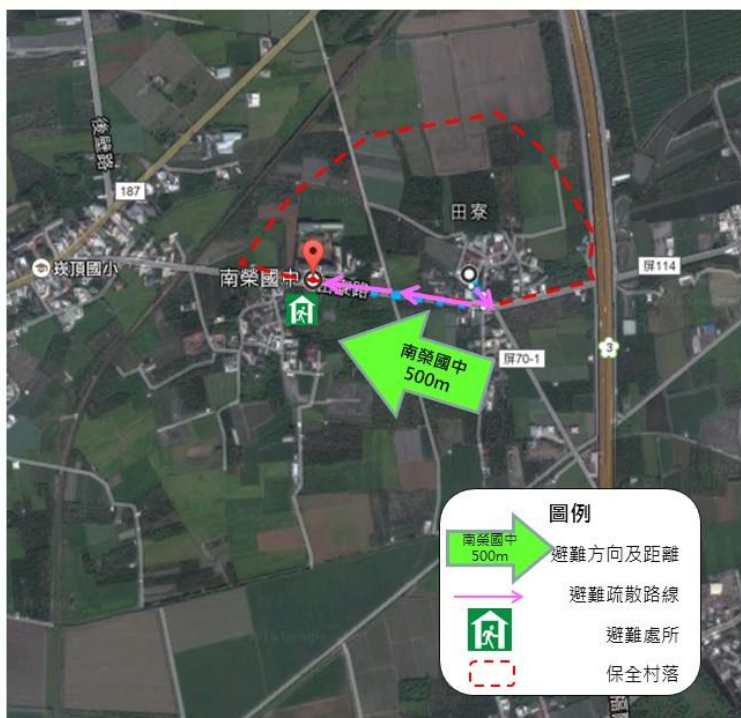 後壁路
187
田寮
崁頂國小
南榮國中
屏114
南榮國中
500m
屏70-1
3
圖例
南榮國中
500m
避難方向及距離
避難疏散路線
避難處所
保全村落